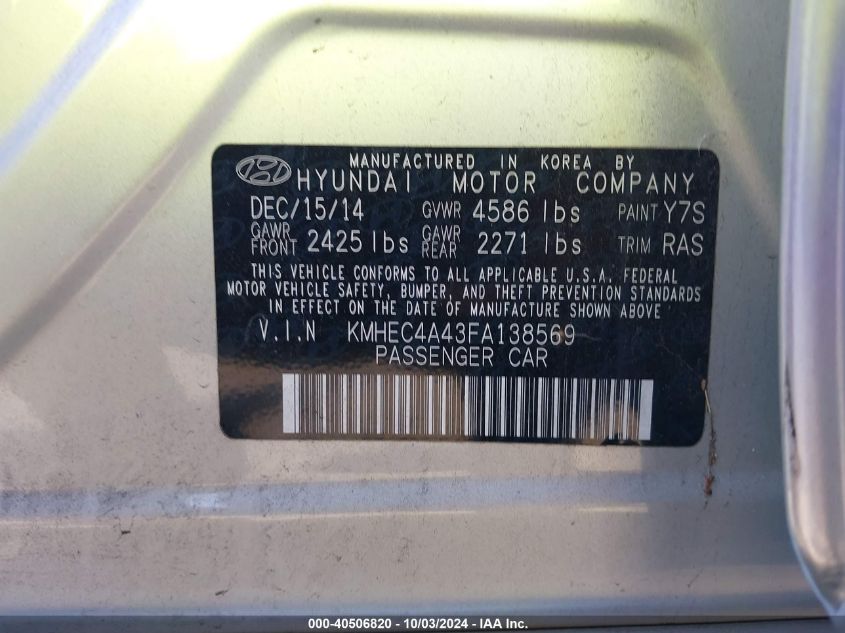 MANUFACTURED IN KOREA BY
HYUNDAI MOTOR COMPANY
DEC/15/14 GVWR 4586 lbs PAINT Y7S
GAWR FRONT 2425 lbs GAWR REAR 2271 lbs TRIM RAS
THIS VEHICLE CONFORMS TO ALL APPLICABLE U.S.A. FEDERAL
MOTOR VEHICLE SAFETY, BUMPER, AND THEFT PREVENTION STANDARDS
IN EFFECT ON THE DATE OF MANUFACTURE SHOWN ABOVE.
V.I.N KMHEC4A43FA138569
PASSENGER CAR
000-40506820 - 10/03/2024 - IAA Inc.